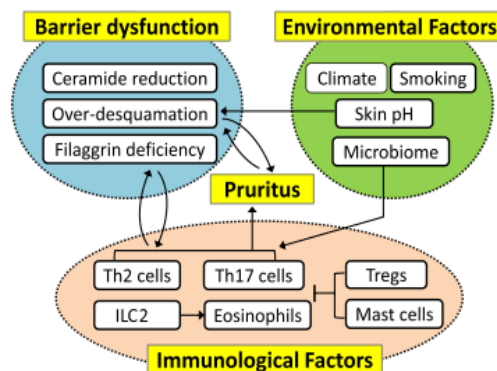 Barrier dysfunction
Environmental Factors
Ceramide reduction
Over-desquamation
Filaggrin deficiency
Climate
Smoking
Skin pH
Microbiome
Pruritus
Th2 cells
Th17 cells
Tregs
ILC2
Eosinophils
Mast cells
Immunological Factors